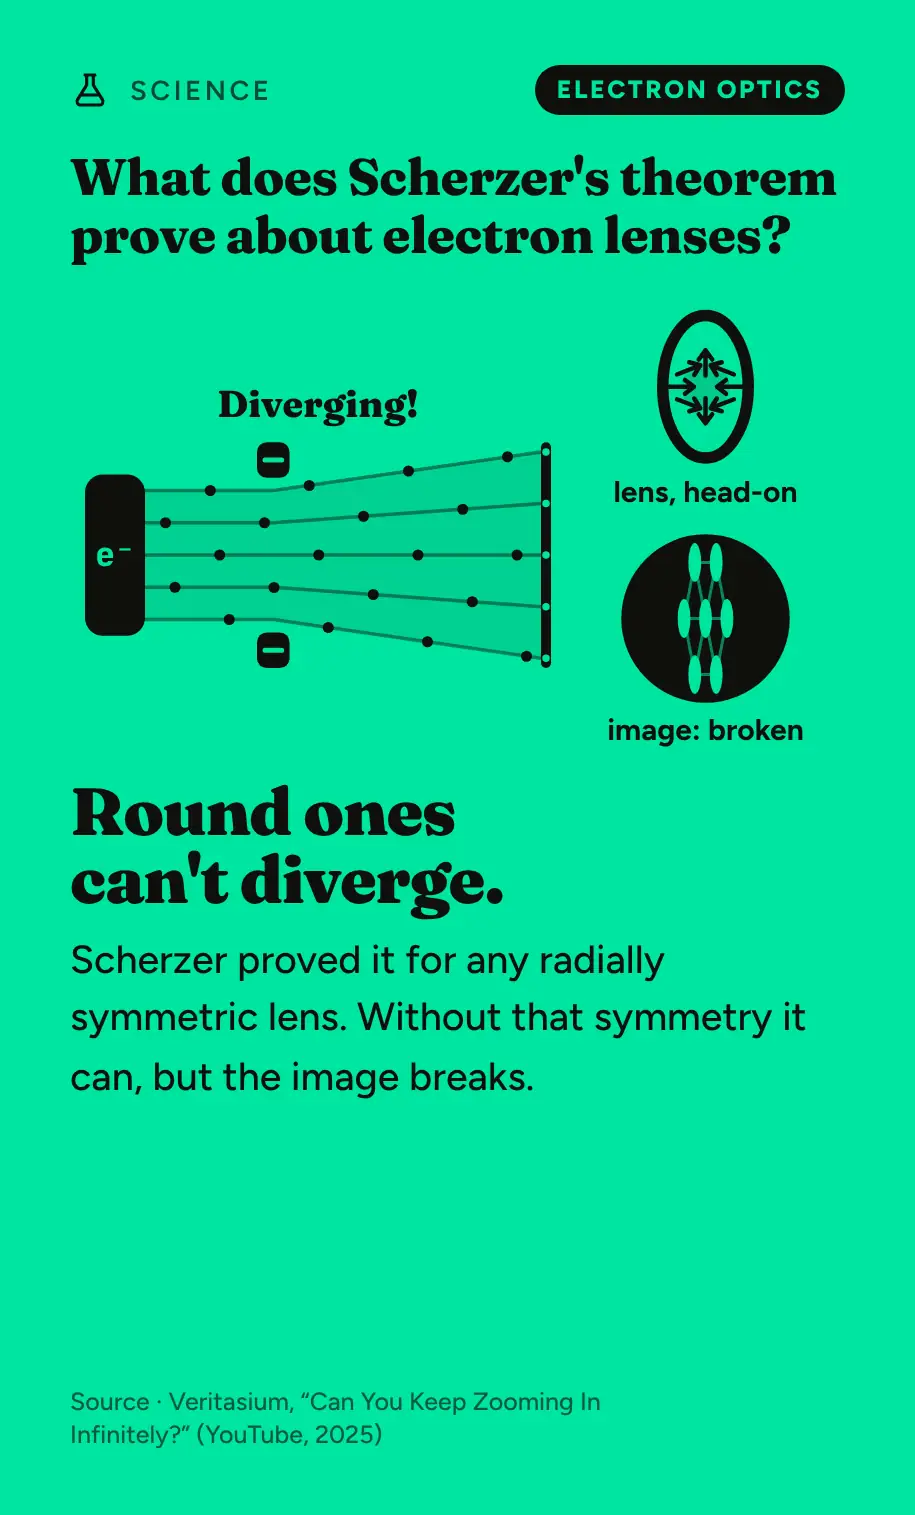 SCIENCE
ELECTRON OPTICS
What does Scherzer's theorem
prove about electron lenses?
Diverging!
e⁻
lens, head-on
image: broken
Round ones
can't diverge.
Scherzer proved it for any radially
symmetric lens. Without that symmetry it
can, but the image breaks.
Source · Veritasium, “Can You Keep Zooming In
Infinitely?” (YouTube, 2025)